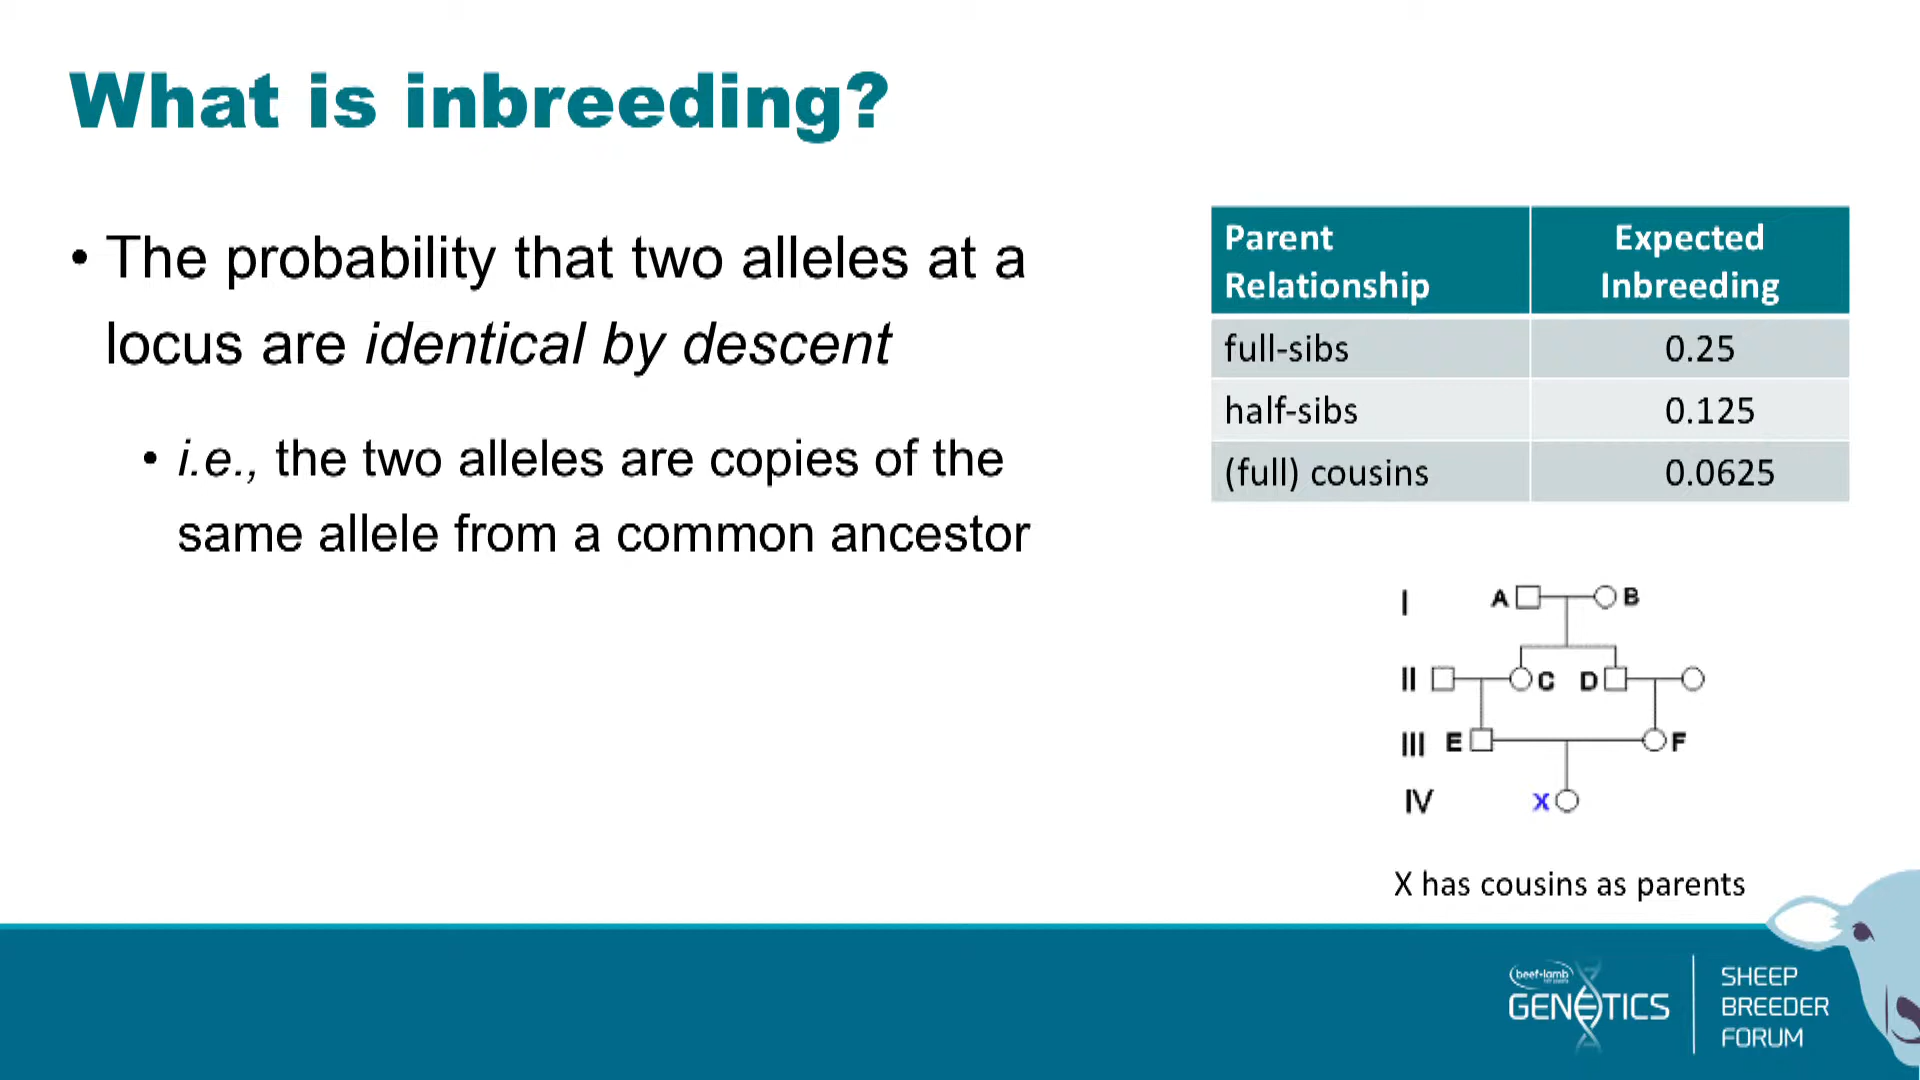 What is inbreeding?
• The probability that two alleles at a
locus are identical by descent
• i.e., the two alleles are copies of the
same allele from a common ancestor
Parent Relationship Expected Inbreeding
full-sibs 0.25
half-sibs 0.125
(full) cousins 0.0625
I A B
II C D
III E F
IV X
X has cousins as parents
beef+lamb
GENETICS
SHEEP
BREEDER
FORUM